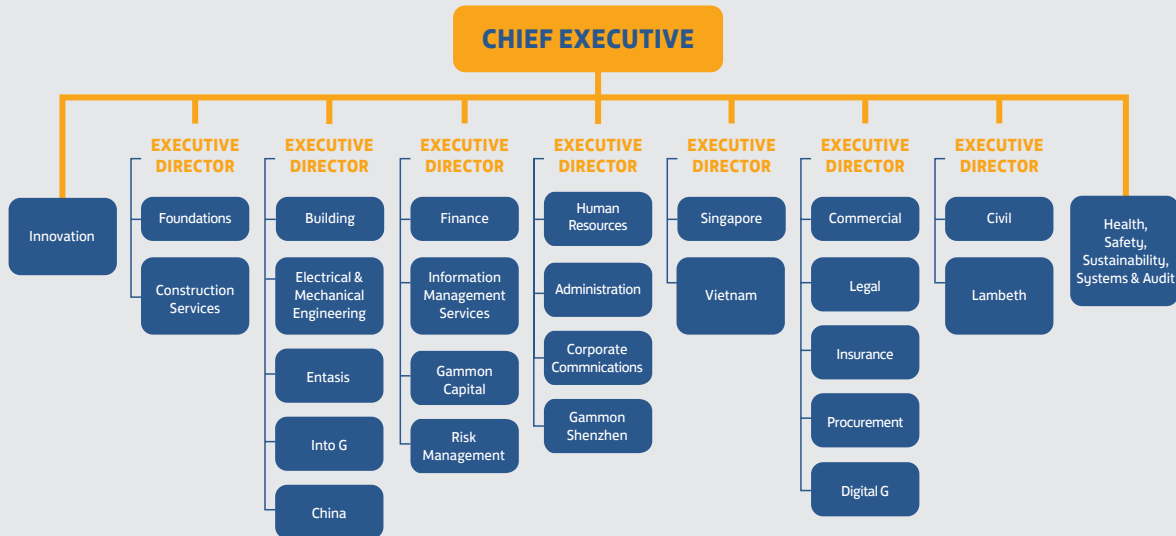 CHIEF EXECUTIVE
EXECUTIVE
DIRECTOR
EXECUTIVE
DIRECTOR
EXECUTIVE
DIRECTOR
EXECUTIVE
DIRECTOR
EXECUTIVE
DIRECTOR
EXECUTIVE
DIRECTOR
EXECUTIVE
DIRECTOR
Innovation
Foundations
Construction
Services
Building
Electrical &
Mechanical
Engineering
Entasis
Into G
China
Finance
Information
Management
Services
Gammon
Capital
Risk
Management
Human
Resources
Administration
Corporate
Commnications
Gammon
Shenzhen
Singapore
Vietnam
Commercial
Legal
Insurance
Procurement
Digital G
Civil
Lambeth
Health,
Safety,
Sustainability,
Systems & Audit